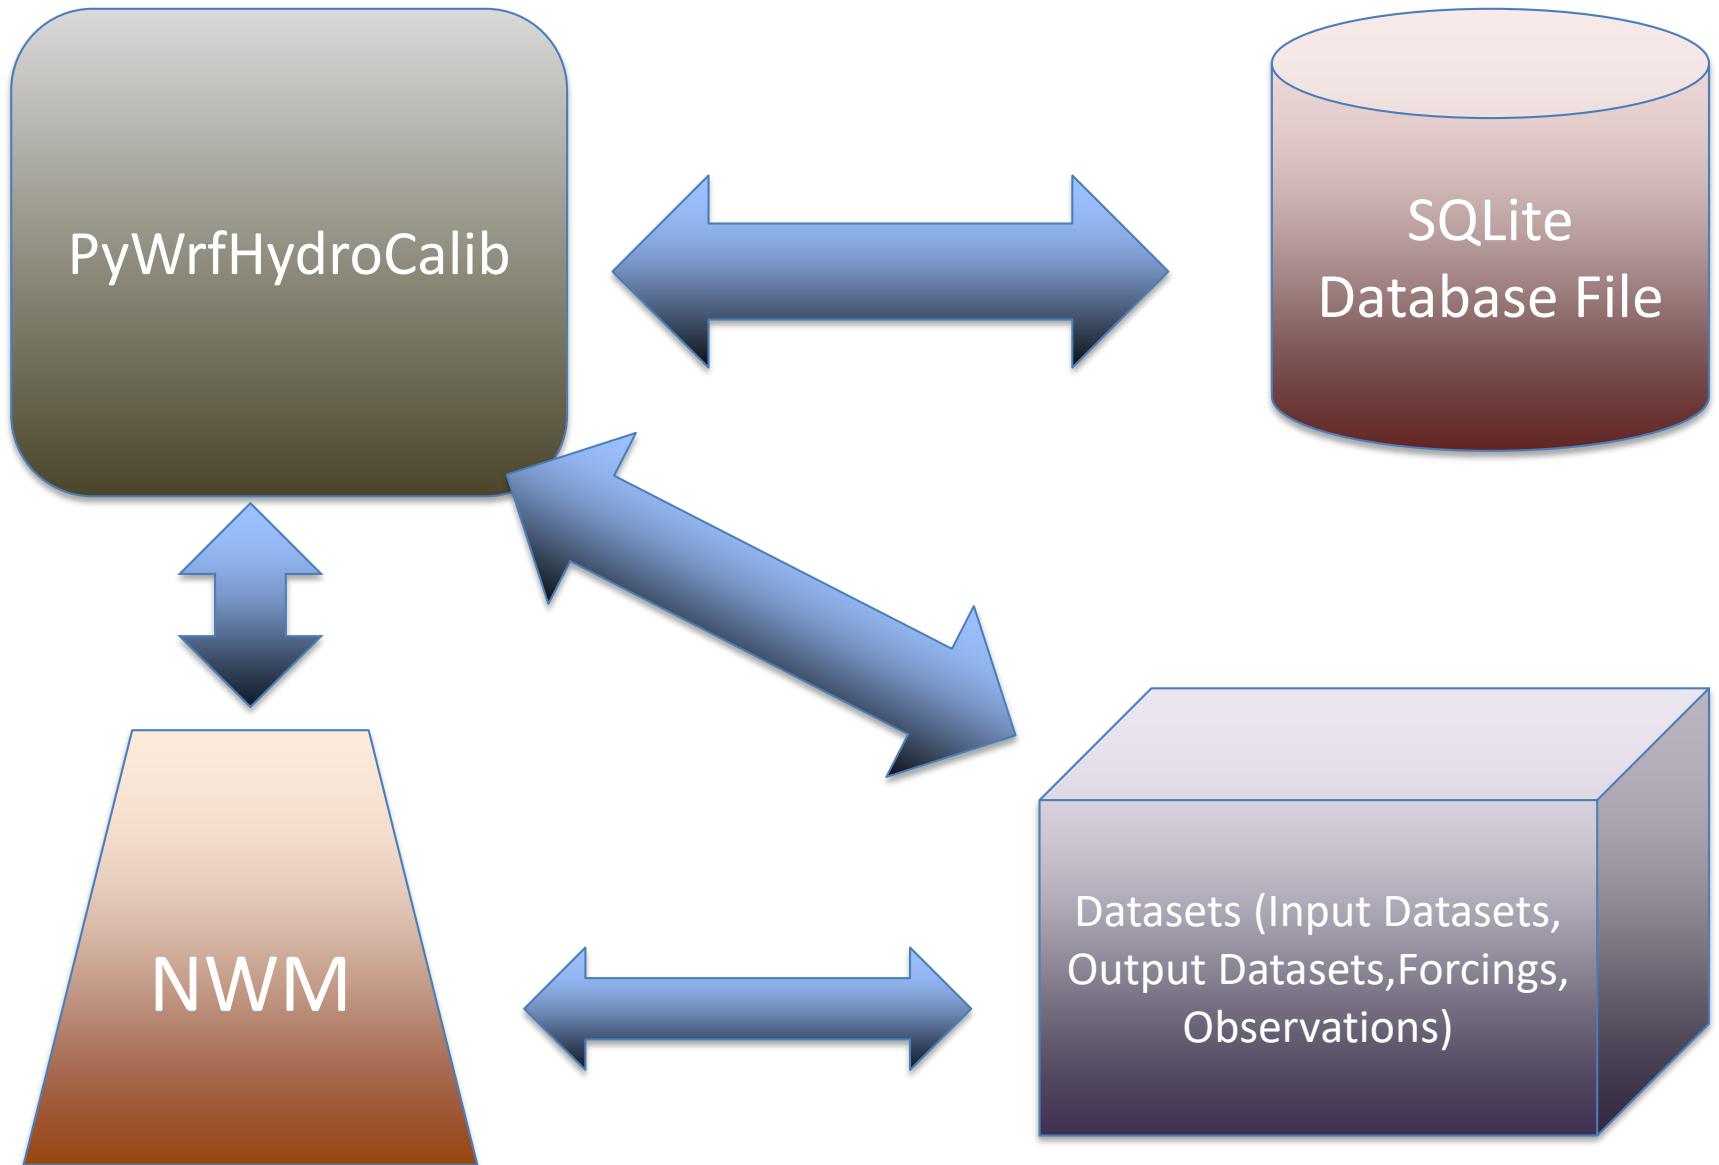 PyWrfHydroCalib
SQLite
Database File
NWM
Datasets (Input Datasets,
Output Datasets,Forcings,
Observations)